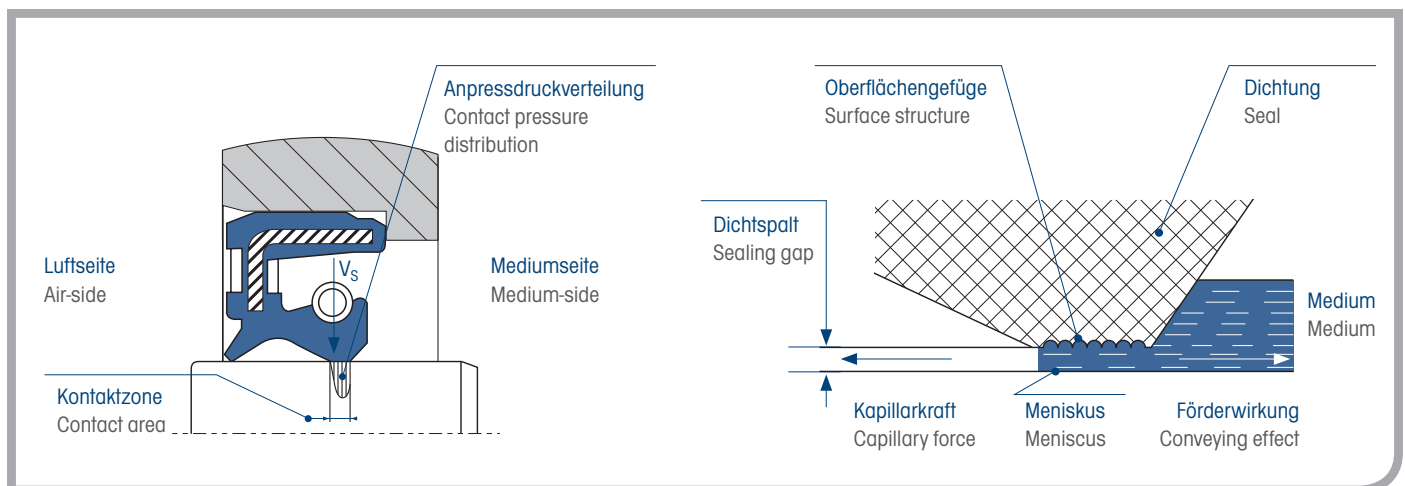 Anpressdruckverteilung
Contact pressure
distribution
Luftseite
Air-side
V_S
Mediumseite
Medium-side
Kontaktzone
Contact area
Oberflächengefüge
Surface structure
Dichtung
Seal
Dichtspalt
Sealing gap
Medium
Medium
Kapillarkraft
Capillary force
Meniskus
Meniscus
Förderwirkung
Conveying effect